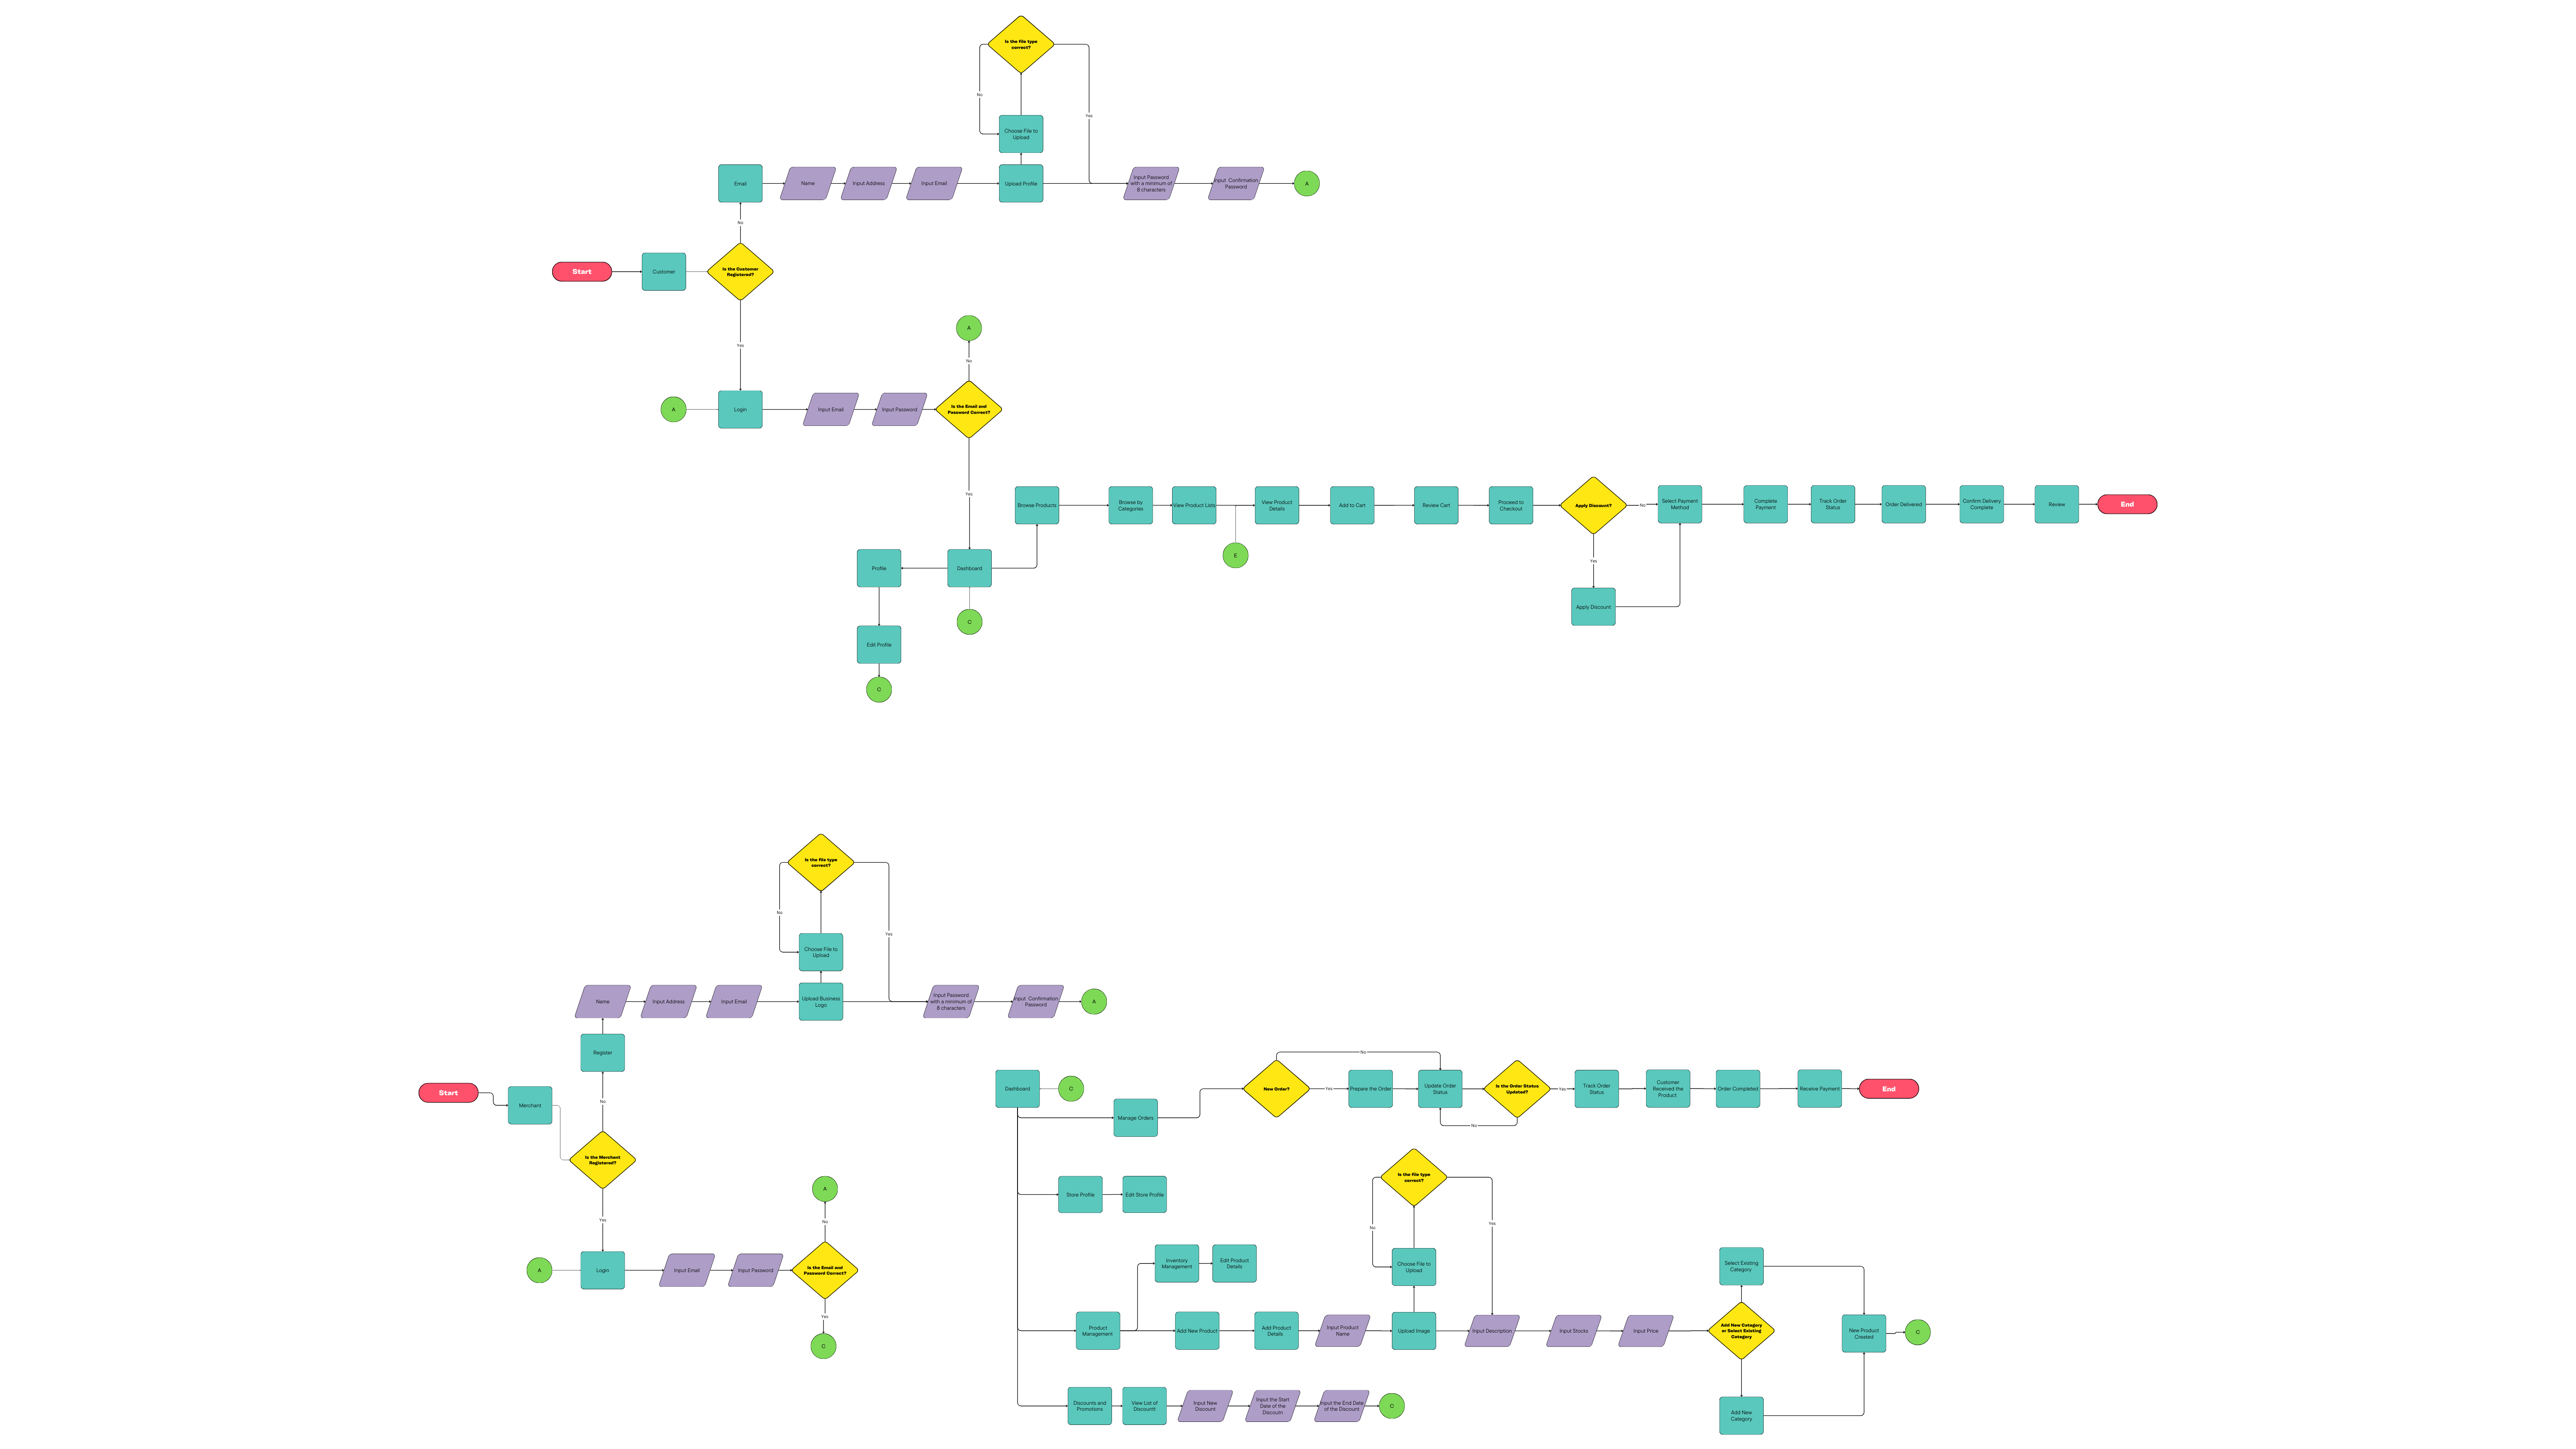 Is the File type
correct?
No
Yes
Choose File to
Upload
Email
Name
Input Address
Input Email
Upload Profile
Input Password
with a minimum of
8 characters
Input Confirmation
Password
A
No
Start
Customer
Is the Customer
Registered?
Yes
A
No
A
Login
Input Email
Input Password
Is the Email and
Password Correct?
Yes
Browse Products
Browse by
Categories
View Product Lists
View Product
Details
Add to Cart
Review Cart
Proceed to
Checkout
Apply Discount?
No
Select Payment
Method
Complete
Payment
Track Order
Status
Order Delivered
Confirm Delivery
Complete
Review
End
E
Yes
Profile
Dashboard
Apply Discount
C
Edit Profile
C
Is the File type
correct?
No
Yes
Choose File to
Upload
Name
Input Address
Input Email
Upload Business
Logo
Input Password
with a minimum of
8 characters
Input Confirmation
Password
A
Register
Start
Merchant
No
Is the Merchant
Registered?
Yes
A
No
A
Login
Input Email
Input Password
Is the Email and
Password Correct?
Yes
C
Dashboard
C
Manage Orders
New Order?
No
Yes
Prepare the Order
Update Order
Status
Is the Order Status
Updated?
No
Yes
Track Order
Status
Customer
Received the
Product
Order Completed
Receive Payment
End
Store Profile
Edit Store Profile
Is the File type
correct?
No
Yes
Inventory
Management
Edit Product
Details
Choose File to
Upload
Select Existing
Category
Product
Management
Add New Product
Add Product
Details
Input Product
Name
Upload Image
Input Description
Input Stocks
Input Price
Add New Category
or Select Existing
Category
New Product
Created
C
Discounts and
Promotions
View List of
Discount!
Input New
Discount
Input the Start
Date of the
Discoutn
Input the End Date
of the Discount
C
Add New
Category